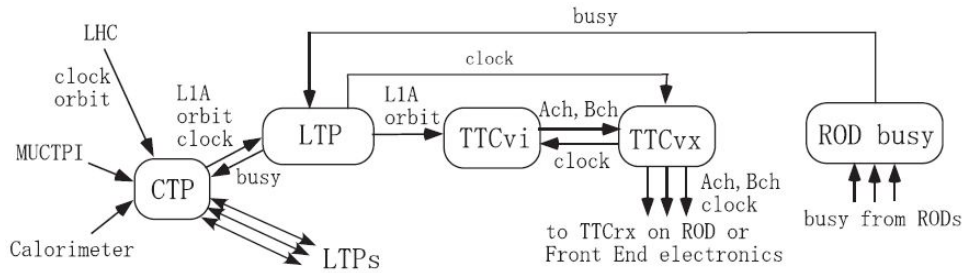 busy
LHC
clock
orbit
clock
L1A
orbit
clock
L1A
orbit
LTP
TTCvi
Ach, Bch
clock
TTCvx
ROD busy
MUCTPI
CTP
busy
Ach, Bch
clock
busy from RODs
Calorimeter
LTPs
to TTCrx on ROD or
Front End electronics